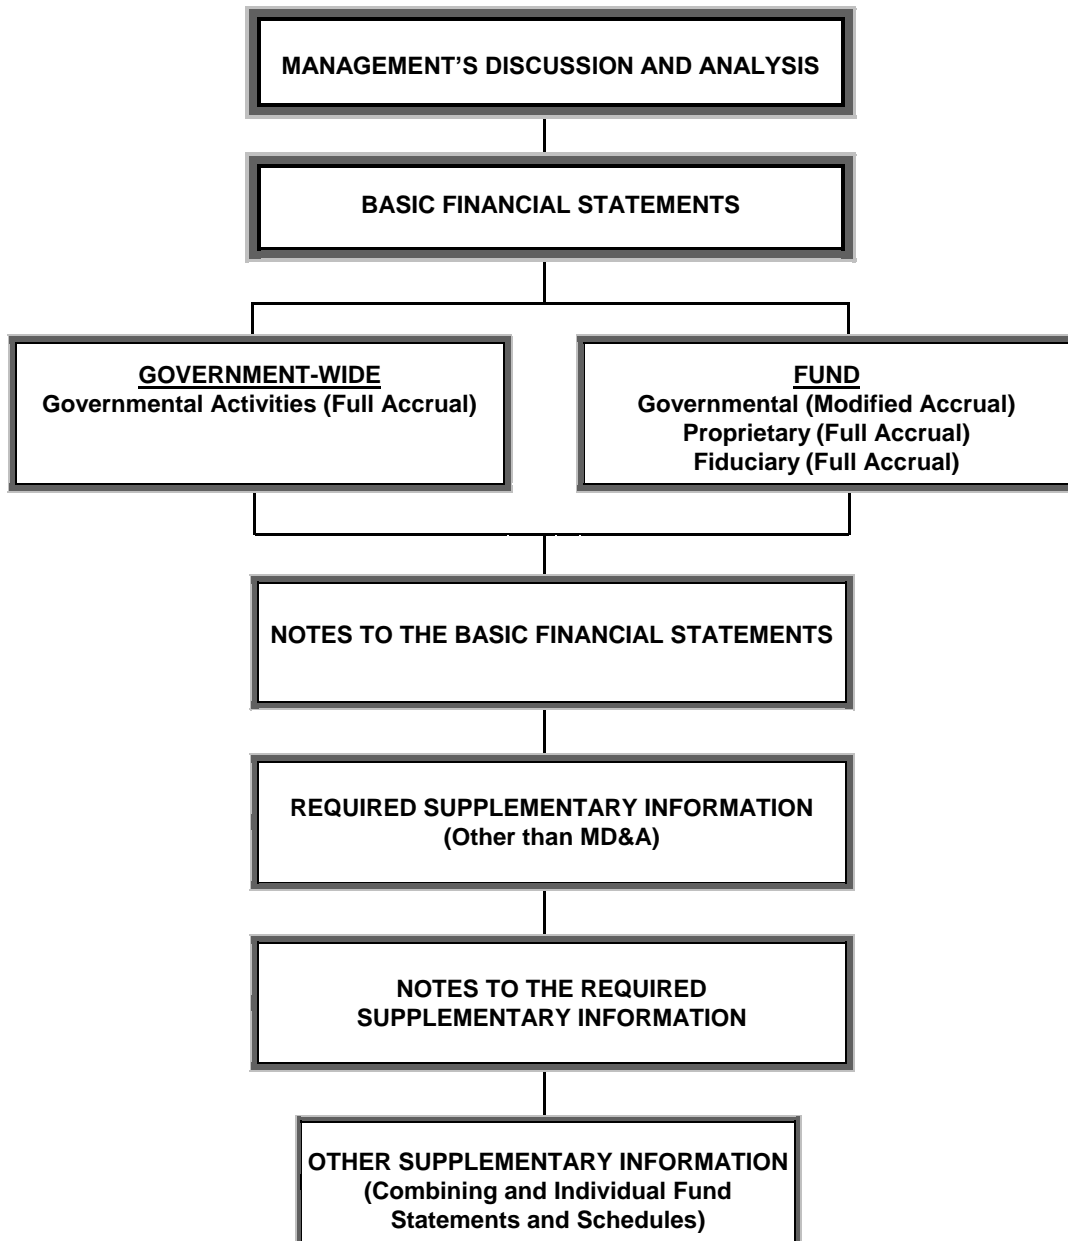 MANAGEMENT’S DISCUSSION AND ANALYSIS
BASIC FINANCIAL STATEMENTS
GOVERNMENT-WIDE
Governmental Activities (Full Accrual)
FUND
Governmental (Modified Accrual)
Proprietary (Full Accrual)
Fiduciary (Full Accrual)
NOTES TO THE BASIC FINANCIAL STATEMENTS
REQUIRED SUPPLEMENTARY INFORMATION
(Other than MD&A)
NOTES TO THE REQUIRED
SUPPLEMENTARY INFORMATION
OTHER SUPPLEMENTARY INFORMATION
(Combining and Individual Fund
Statements and Schedules)